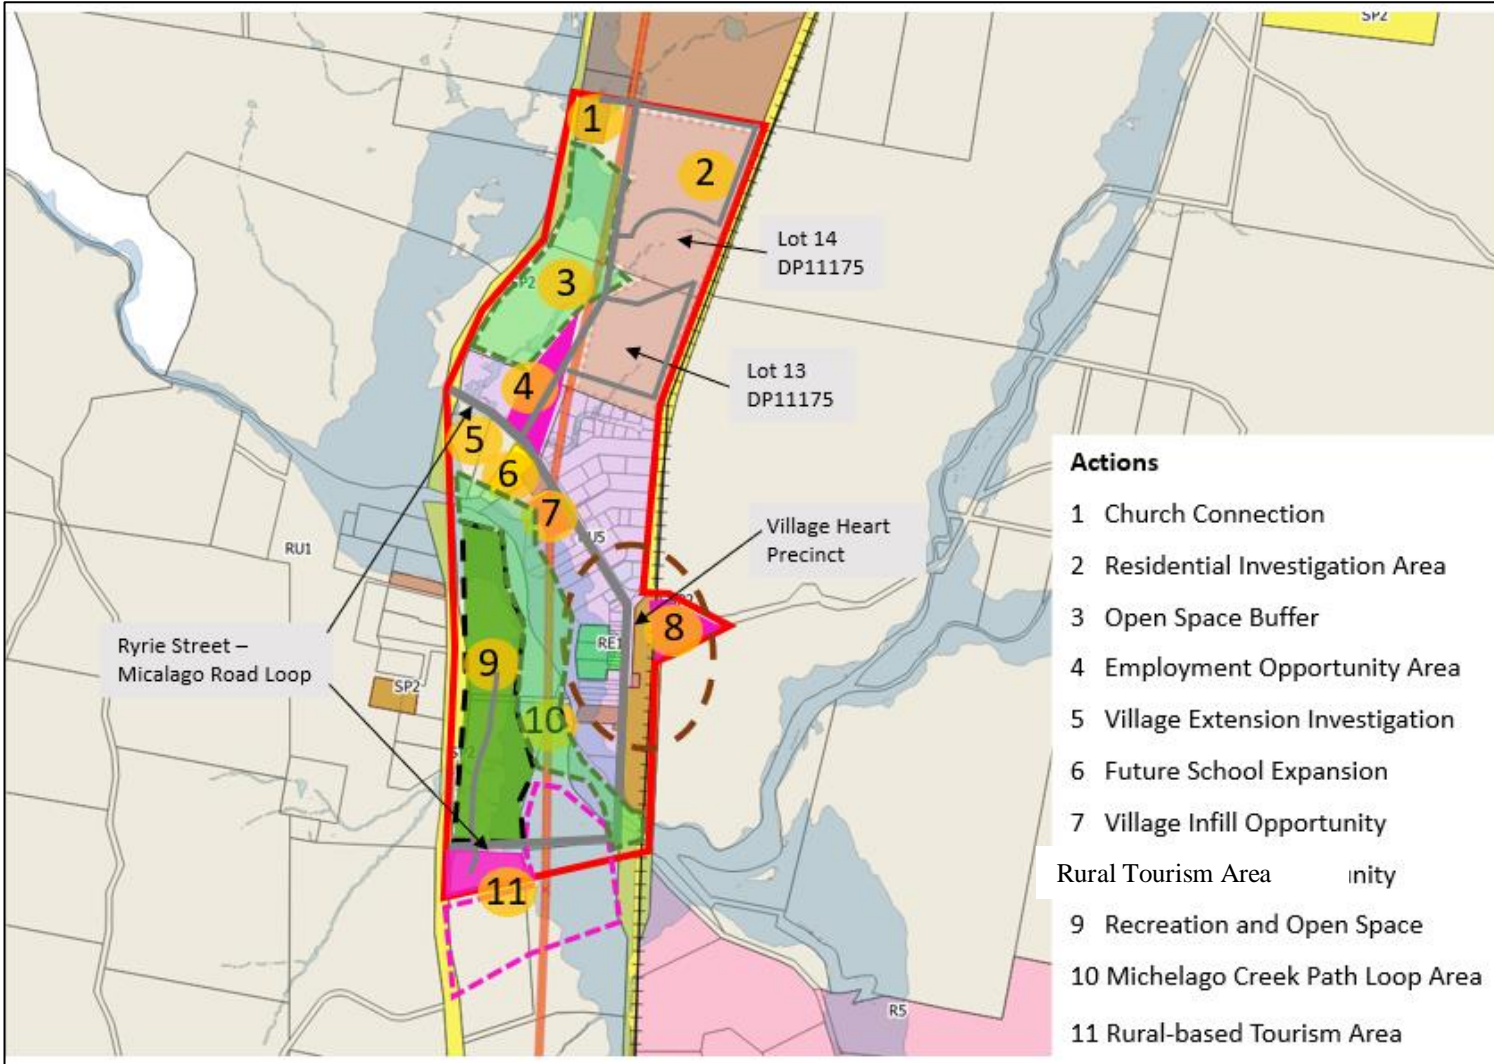 SP2
1
2
Lot 14
DP11175
3
P2
Lot 13
DP11175
4
5
6
7
Village Heart
Precinct
RU1
8
RE1
Ryrie Street –
Micalago Road Loop
9
SP2
10
11
R5
Actions
1 Church Connection
2 Residential Investigation Area
3 Open Space Buffer
4 Employment Opportunity Area
5 Village Extension Investigation
6 Future School Expansion
7 Village Infill Opportunity
Rural Tourism Area nity
9 Recreation and Open Space
10 Michelago Creek Path Loop Area
11 Rural-based Tourism Area